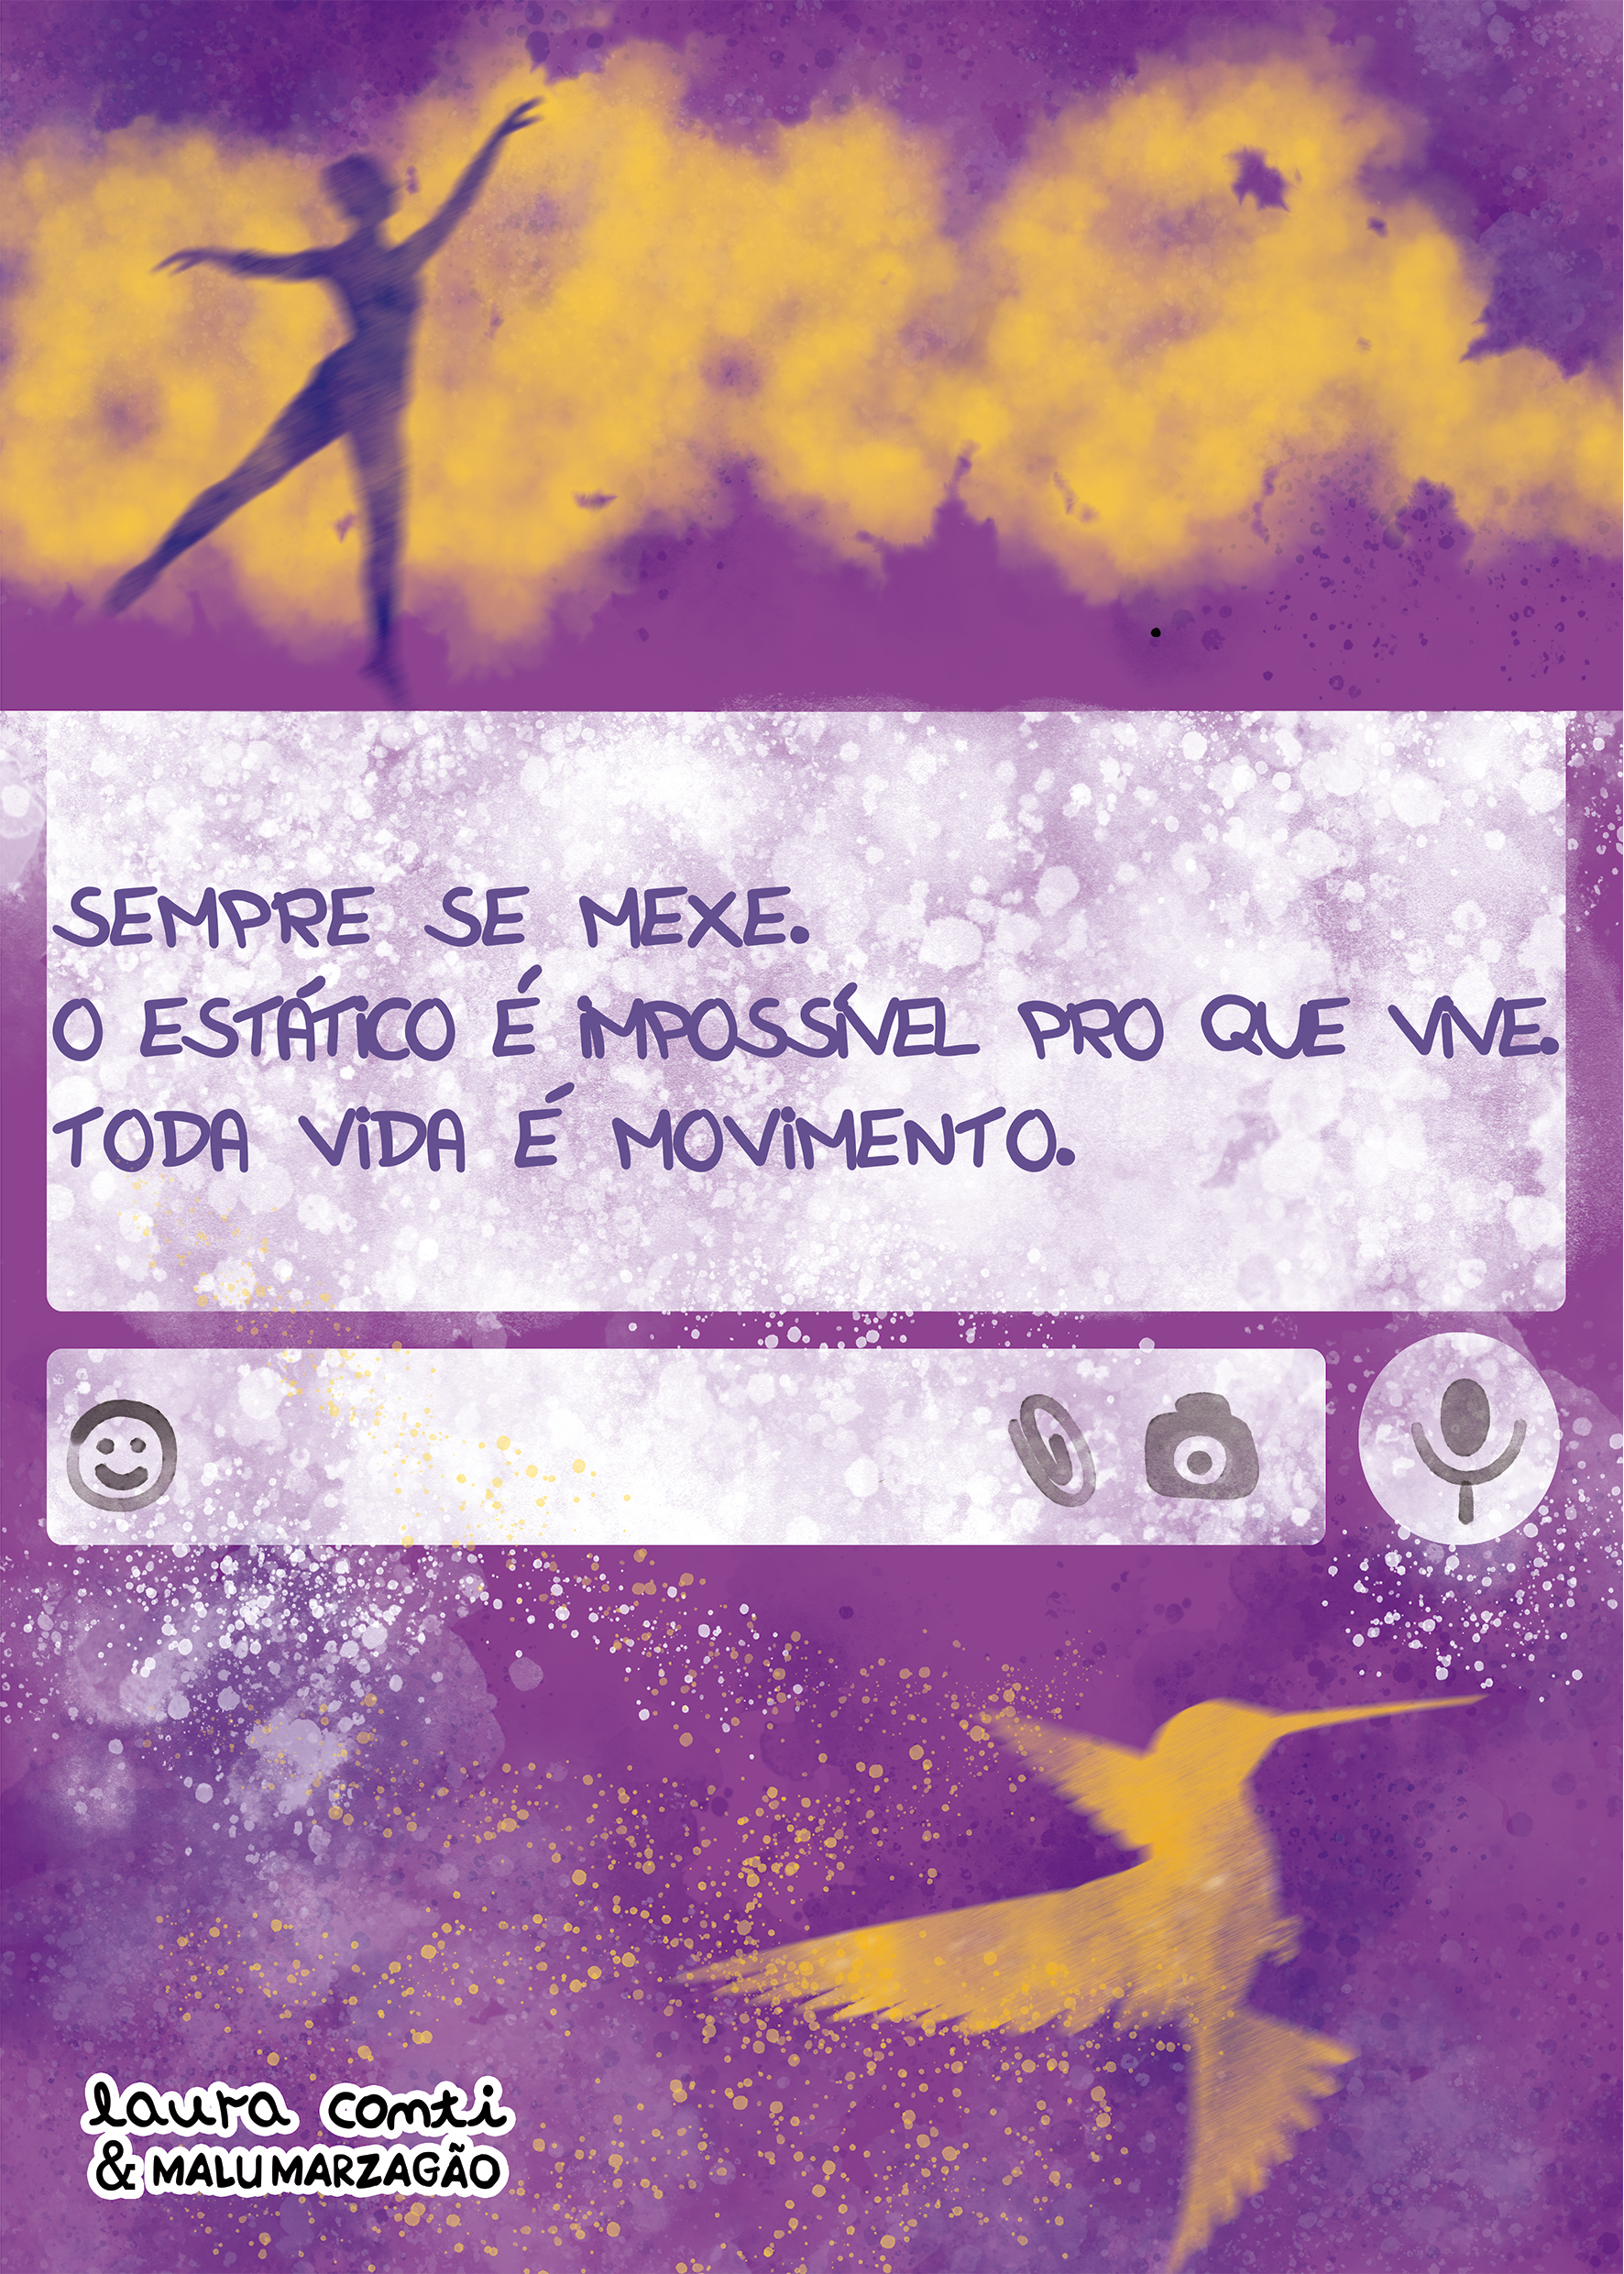 SEMPRE SE MEXE.
O ESTÁTICO É IMPOSSÍVEL PRO QUE VIVE.
TODA VIDA É MOVIMENTO.
laura comti
& MALU MARZAGÃO